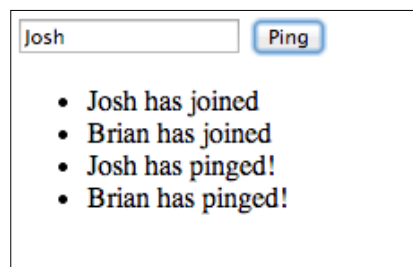 Josh Ping
Josh has joined
Brian has joined
Josh has pinged!
Brian has pinged!